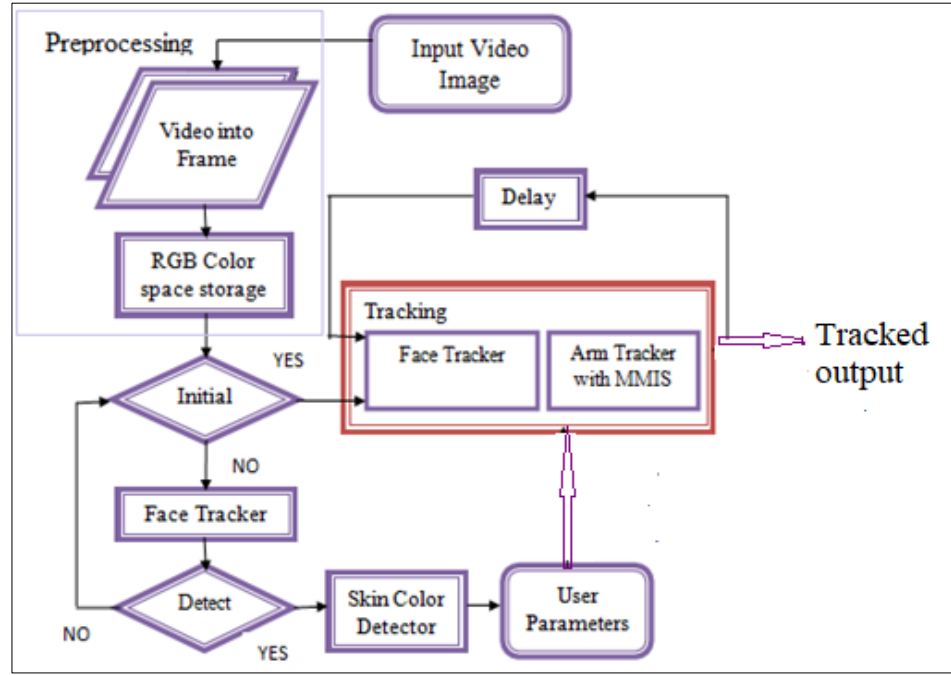 Preprocessing
Input Video
Image
Video into
Frame
Delay
RGB Color
space storage
Tracking
Face Tracker
Arm Tracker
with MMIS
Tracked
output
YES
Initial
NO
Face Tracker
Detect
NO
YES
Skin Color
Detector
User
Parameters